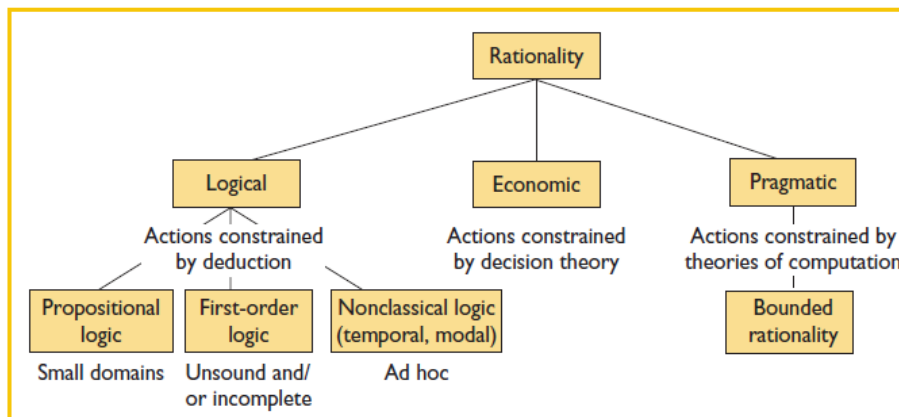 Rationality
Logical
Economic
Pragmatic
Actions constrained
by deduction
Actions constrained
by decision theory
Actions constrained by
theories of computation
Propositional
logic
First-order
logic
Nonclassical logic
(temporal, modal)
Bounded
rationality
Small domains
Unsound and/
or incomplete
Ad hoc